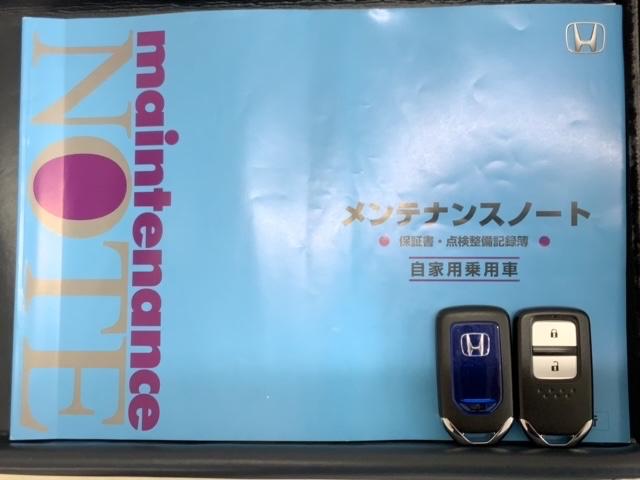 maintenance
NOTE
メンテナンスノート
● 保証書・点検整備記録簿 ●
自家用乗用車